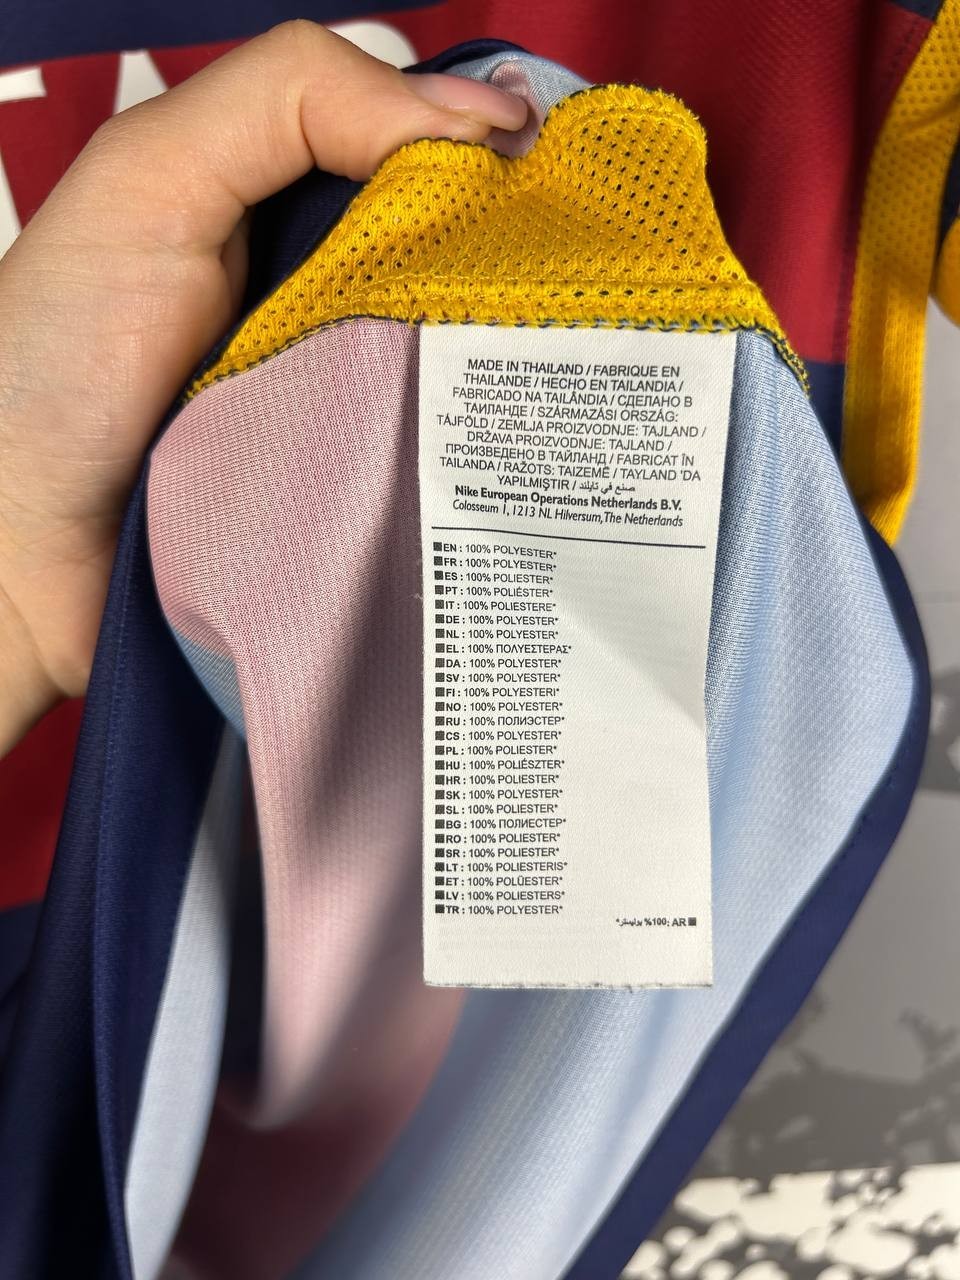 TAR
MADE IN THAILAND / FABRIQUE EN
THAILANDE / HECHO EN TAILANDIA /
FABRICADO NA TAILÂNDIA / СДЕЛАНО В
ТАИЛАНДЕ / SZÁRMAZÁSI ORSZÁG:
TÁJFÖLD / ZEMLJA PROIZVODNJE: TAJLAND /
DRŽAVA PROIZVODNJE: TAJLAND /
ПРОИЗВЕДЕНО В ТАЙЛАНД / FABRICAT ÎN
TAILANDA / RAŽOTS: TAIZEMĒ / TAYLAND 'DA
YAPILMIŞTIR / صنع في تايلند
Nike European Operations Netherlands B.V.
Colosseum 1, 1213 NL Hilversum, The Netherlands
EN : 100% POLYESTER*
FR : 100% POLYESTER*
ES : 100% POLIÉSTER*
PT : 100% POLIÉSTER*
IT : 100% POLIESTERE*
DE : 100% POLYESTER*
NL : 100% POLYESTER*
EL : 100% ΠΟΛΥΕΣΤΕΡΑΣ*
DA : 100% POLYESTER*
SV : 100% POLYESTER*
FI : 100% POLYESTERI*
NO : 100% POLYESTER*
RU : 100% ПОЛИЭСТЕР*
CS : 100% POLYESTER*
PL : 100% POLIESTER*
HU : 100% POLIÉSZTER*
HR : 100% POLIESTER*
SK : 100% POLYESTER*
SL : 100% POLIESTER*
BG : 100% ПОЛИЕСТЕР*
RO : 100% POLIESTER*
SR : 100% POLIESTER*
LT : 100% POLIESTERIS*
ET : 100% POLÜESTER*
LV : 100% POLIESTERS*
TR : 100% POLYESTER*
AR :100% بوليستر*